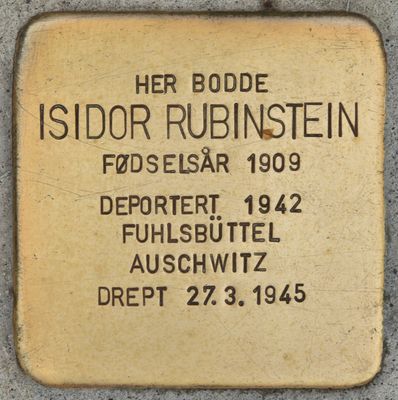 HER BODDE
ISIDOR RUBINSTEIN
FØDSELSÅR 1909
DEPORTERT 1942
FUHLSBÜTTEL
AUSCHWITZ
DREPT 27.3.1945